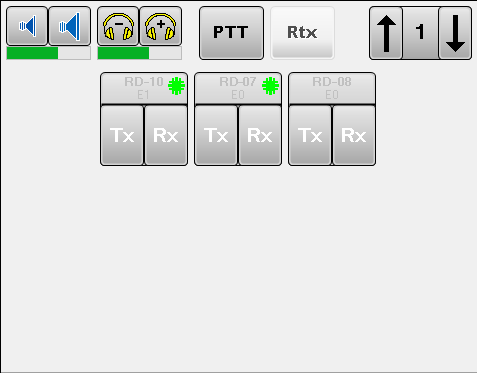 PTT Rtx 1
RD-10 RD-07 RD-08
E1 E0 E0
Tx Rx Tx Rx Tx Rx